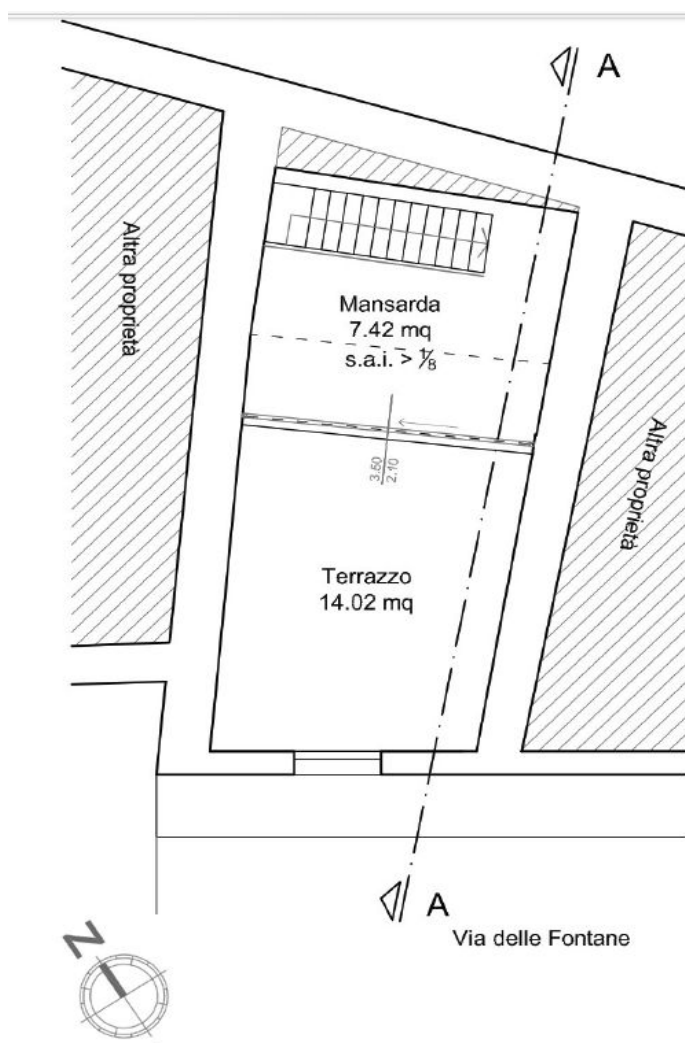 A
Altra proprietà
Mansarda
7.42 mq
s.a.i. > ⅛
3.50
2.10
Altra proprietà
Terrazzo
14.02 mq
A
Via delle Fontane
N